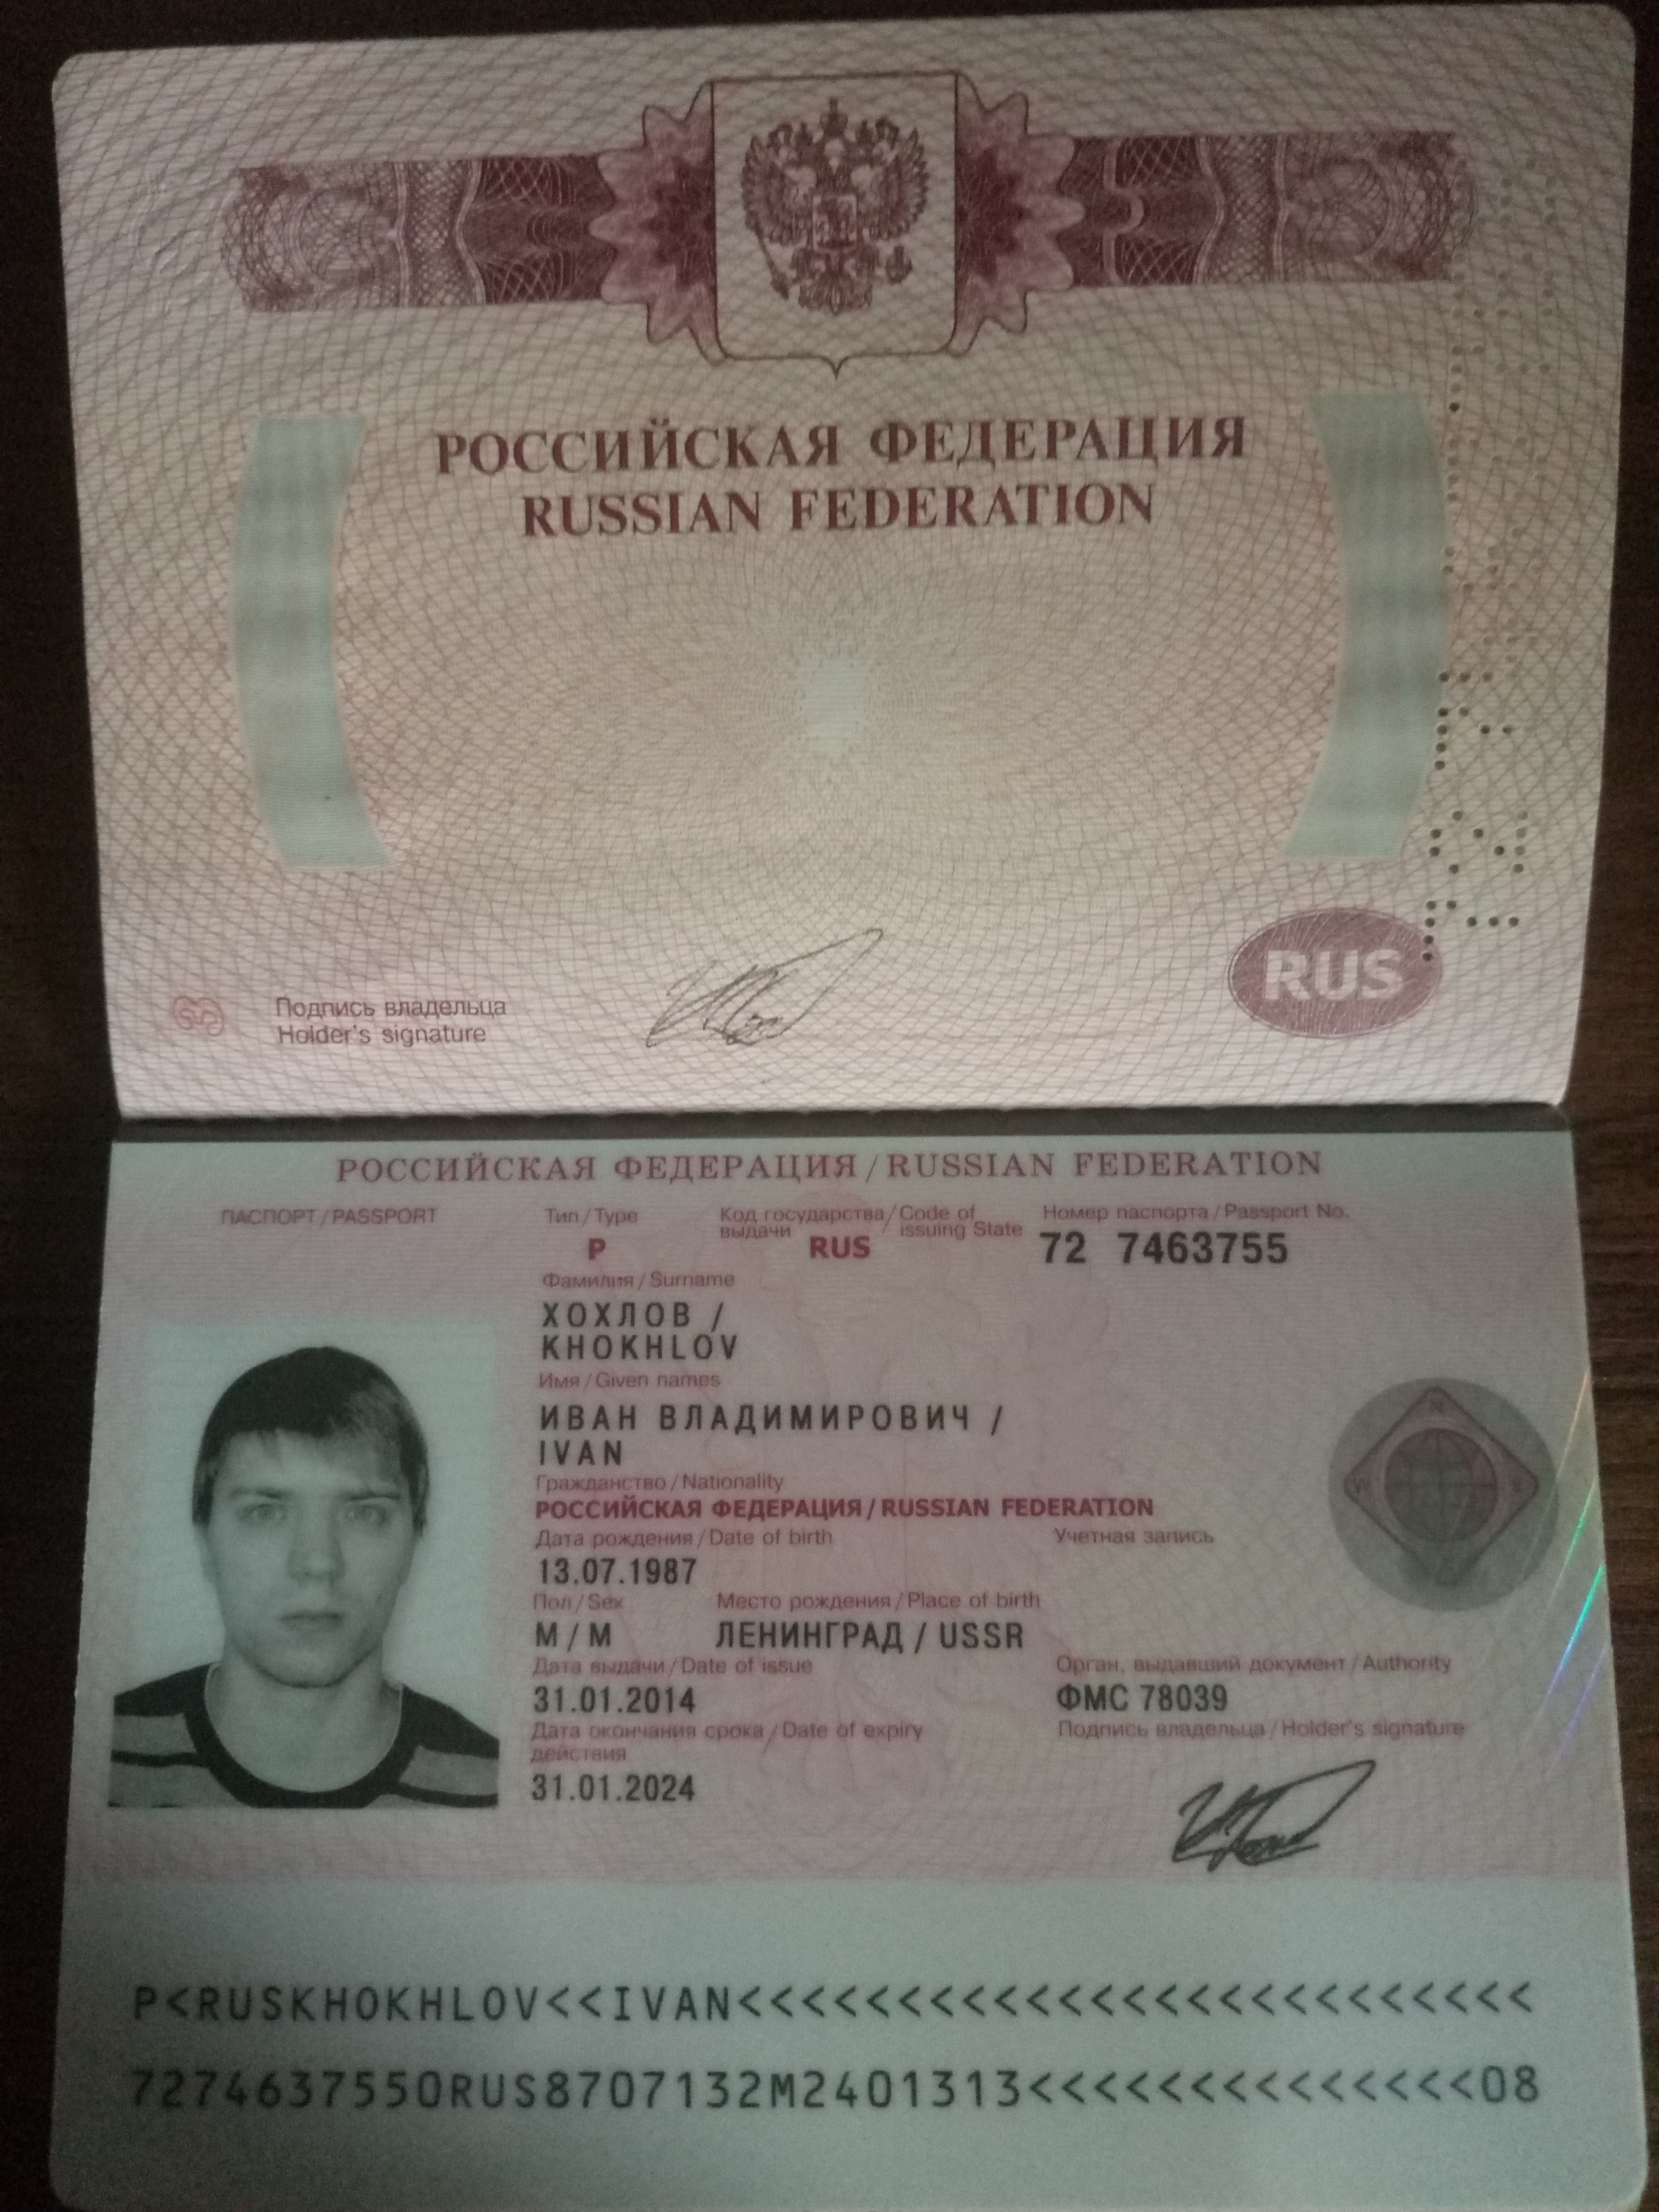 РОССИЙСКАЯ ФЕДЕРАЦИЯ
RUSSIAN FEDERATION
Подпись владельца
Holder's signature
RUS
РОССИЙСКАЯ ФЕДЕРАЦИЯ / RUSSIAN FEDERATION
ПАСПОРТ / PASSPORT
Тип / Type
P
Код государства / Code of
выдачи issuing State
RUS
Номер паспорта / Passport No.
72 7463755
Фамилия / Surname
ХОХЛОВ /
KHOKHLOV
Имя / Given names
ИВАН ВЛАДИМИРОВИЧ /
IVAN
Гражданство / Nationality
РОССИЙСКАЯ ФЕДЕРАЦИЯ / RUSSIAN FEDERATION
Дата рождения / Date of birth
Учетная запись
13.07.1987
Пол / Sex
Место рождения / Place of birth
М / M
ЛЕНИНГРАД / USSR
Дата выдачи / Date of issue
Орган, выдавший документ / Authority
31.01.2014
ФМС 78039
Дата окончания срока / Date of expiry
действия
Подпись владельца / Holder's signature
31.01.2024
N
W
E
P<RUSKHOKHLOV<<IVAN<<<<<<<<<<<<<<<<<<<<<<<<<
7274637550RUS8707132M2401313<<<<<<<<<<<<<<08